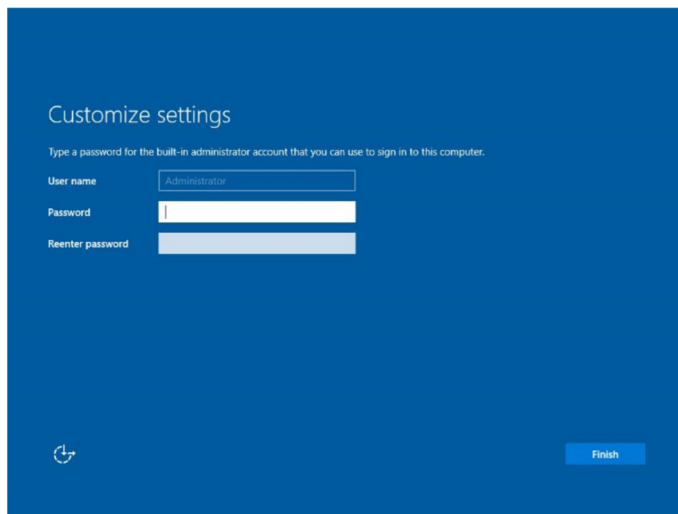 Customize settings
Type a password for the built-in administrator account that you can use to sign in to this computer.
User name
Administrator
Password
Reenter password
Finish